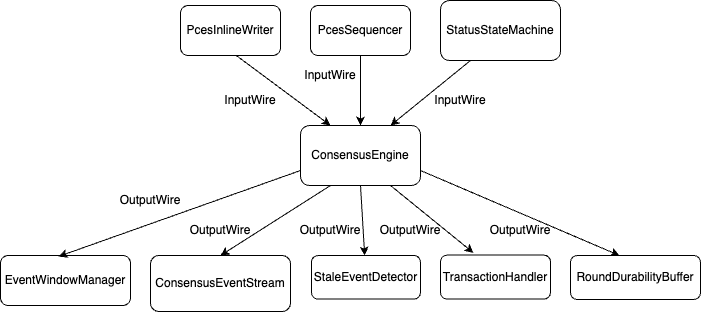 PcesInlineWriter
PcesSequencer
StatusStateMachine
InputWire
InputWire
InputWire
ConsensusEngine
OutputWire
OutputWire
OutputWire
OutputWire
OutputWire
EventWindowManager
ConsensusEventStream
StaleEventDetector
TransactionHandler
RoundDurabilityBuffer